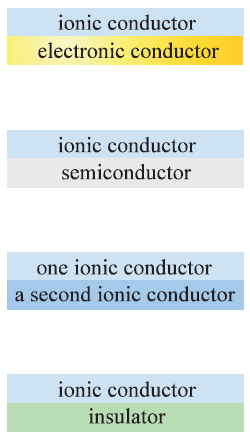 ionic conductor
electronic conductor
ionic conductor
semiconductor
one ionic conductor
a second ionic conductor
ionic conductor
insulator